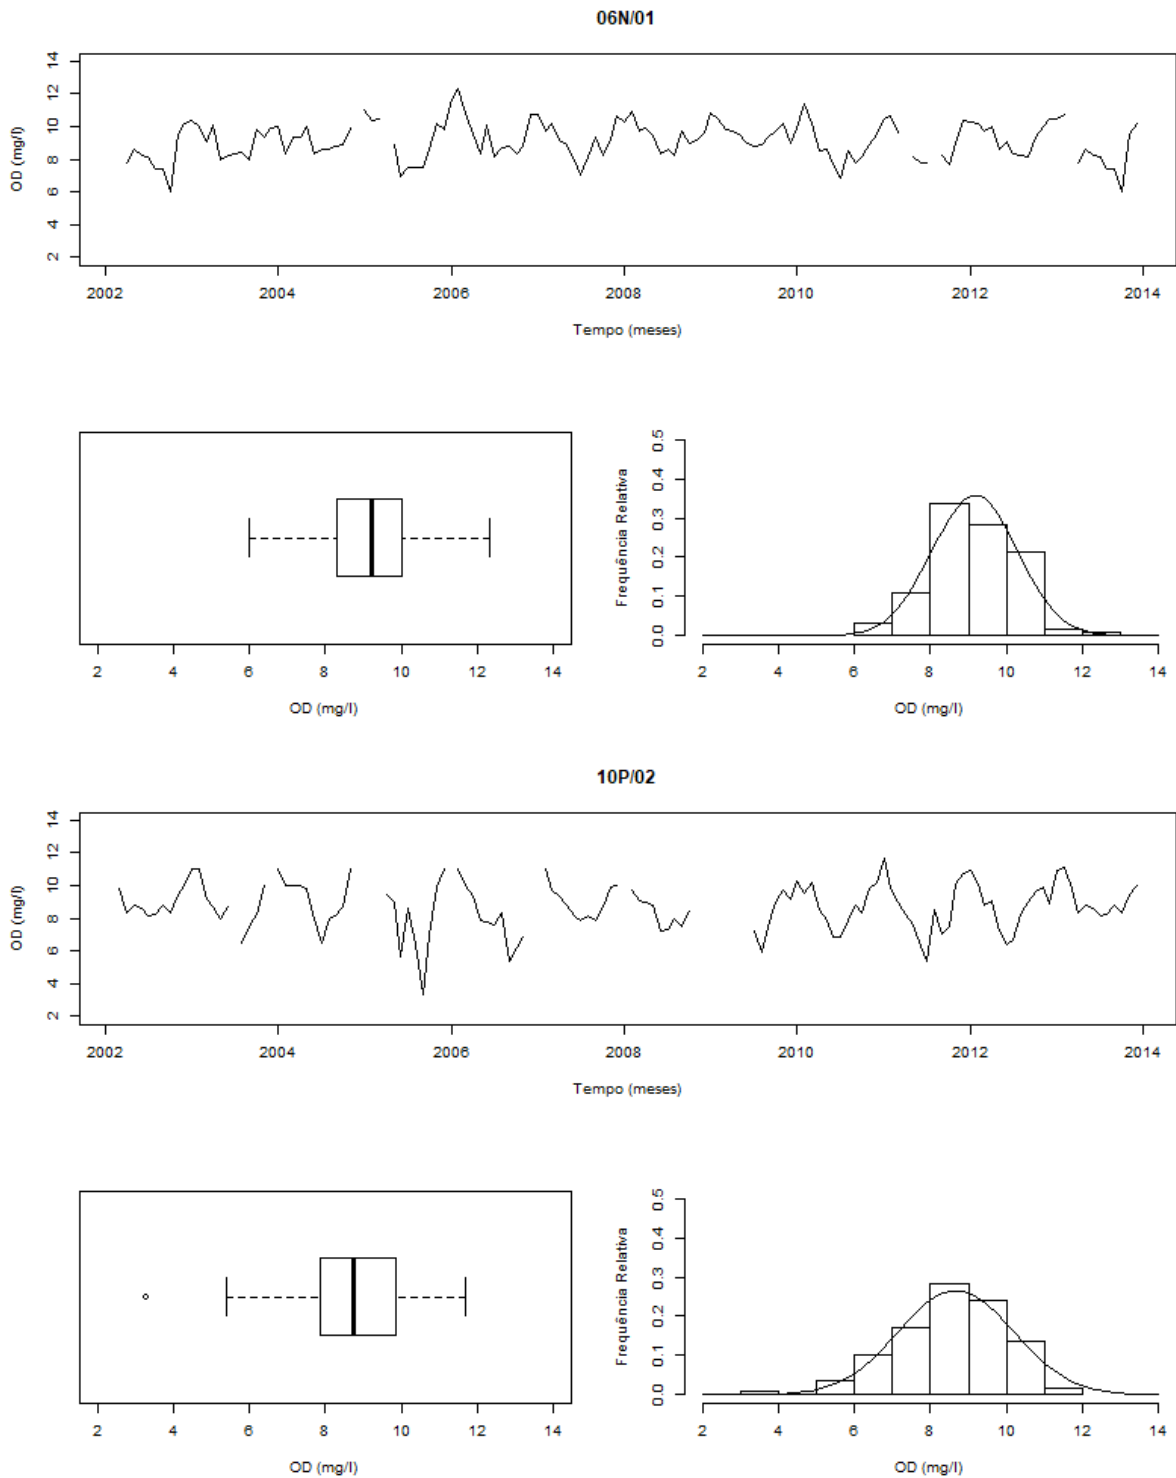 06N/01
OD (mg/l)
14
12
10
8
6
4
2
2002 2004 2006 2008 2010 2012 2014
Tempo (meses)
2 4 6 8 10 12 14
OD (mg/l)
Frequência Relativa
0.5
0.4
0.3
0.2
0.1
0.0
2 4 6 8 10 12 14
OD (mg/l)
10P/02
OD (mg/l)
14
12
10
8
6
4
2
2002 2004 2006 2008 2010 2012 2014
Tempo (meses)
2 4 6 8 10 12 14
OD (mg/l)
Frequência Relativa
0.5
0.4
0.3
0.2
0.1
0.0
2 4 6 8 10 12 14
OD (mg/l)